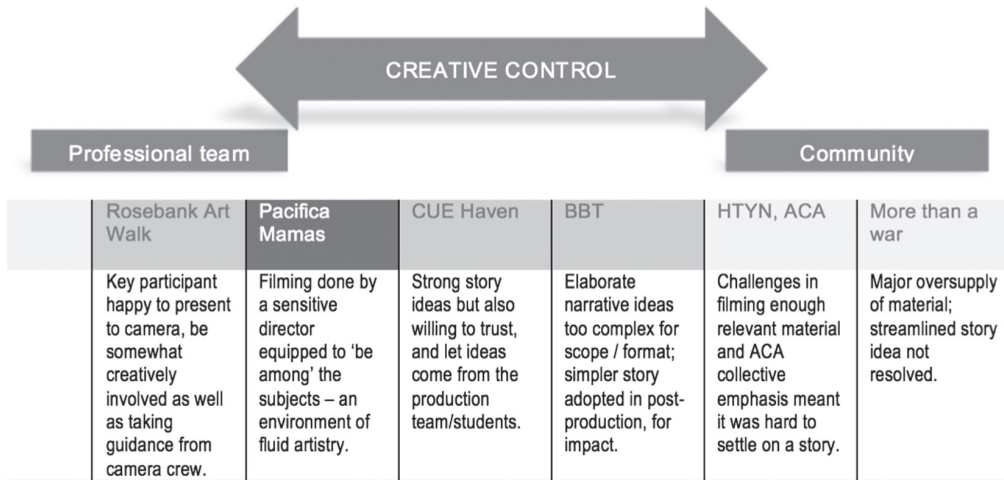 CREATIVE CONTROL
Professional team
Community
Rosebank Art
Walk
Pacifica
Mamas
CUE Haven
BBT
HTYN, ACA
More than a
war
Key participant
happy to present
to camera, be
somewhat
creatively
involved as well
as taking
guidance from
camera crew.
Filming done by
a sensitive
director
equipped to ‘be
among’ the
subjects – an
environment of
fluid artistry.
Strong story
ideas but also
willing to trust,
and let ideas
come from the
production
team/students.
Elaborate
narrative ideas
too complex for
scope / format;
simpler story
adopted in post-
production, for
impact.
Challenges in
filming enough
relevant material
and ACA
collective
emphasis meant
it was hard to
settle on a story.
Major oversupply
of material;
streamlined story
idea not
resolved.